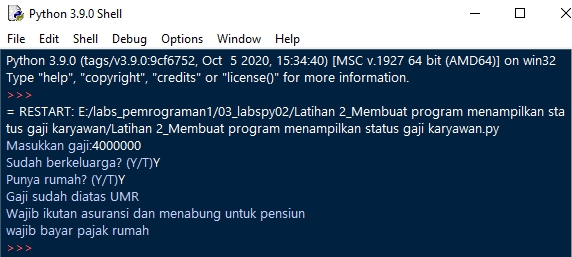 Python 3.9.0 Shell
File Edit Shell Debug Options Window Help
Python 3.9.0 (tags/v3.9.0:9cf6752, Oct  5 2020, 15:34:40) [MSC v.1927 64 bit (AMD64)] on win32
Type "help", "copyright", "credits" or "license()" for more information.
>>>
= RESTART: E:/labs_pemrograman1/03_labspy02/Latihan 2_Membuat program menampilkan sta
tus gaji karyawan/Latihan 2_Membuat program menampilkan status gaji karyawan.py
Masukkan gaji:4000000
Sudah berkeluarga? (Y/T)Y
Punya rumah? (Y/T)Y
Gaji sudah diatas UMR
Wajib ikutan asuransi dan menabung untuk pensiun
wajib bayar pajak rumah
>>>